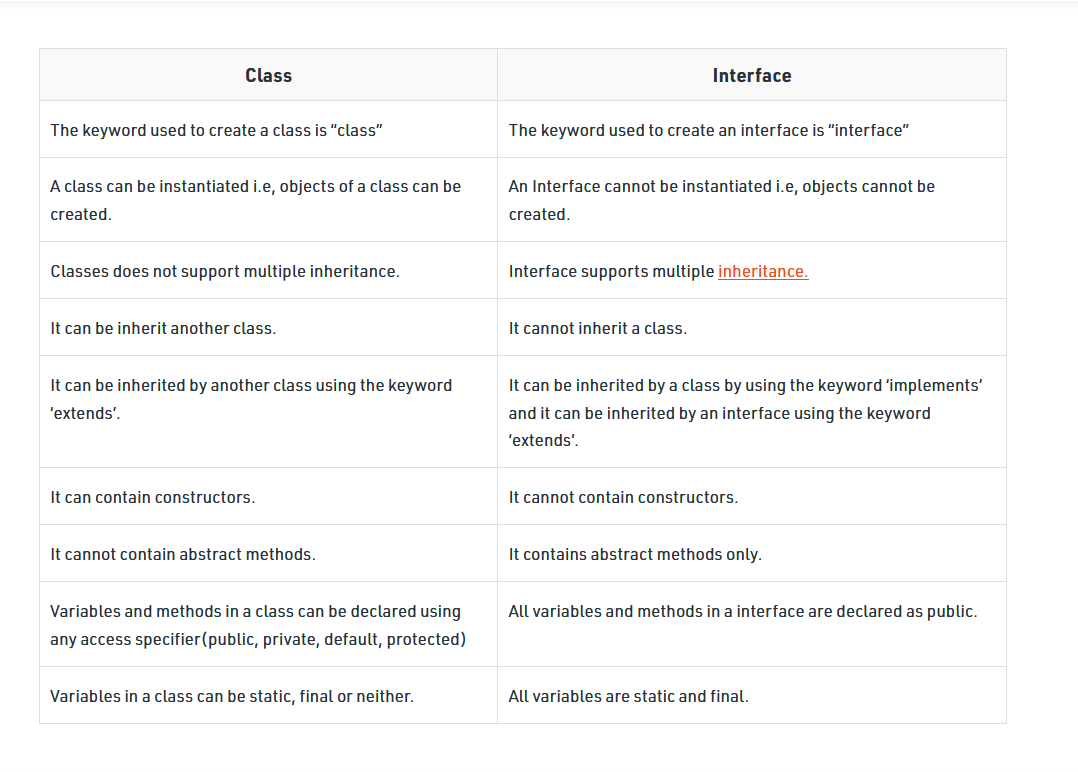 Class
Interface
The keyword used to create a class is “class”
The keyword used to create an interface is “interface”
A class can be instantiated i.e, objects of a class can be
created.
An Interface cannot be instantiated i.e, objects cannot be
created.
Classes does not support multiple inheritance.
Interface supports multiple inheritance.
It can be inherit another class.
It cannot inherit a class.
It can be inherited by another class using the keyword
‘extends’.
It can be inherited by a class by using the keyword ‘implements’
and it can be inherited by an interface using the keyword
‘extends’.
It can contain constructors.
It cannot contain constructors.
It cannot contain abstract methods.
It contains abstract methods only.
Variables and methods in a class can be declared using
any access specifier(public, private, default, protected)
All variables and methods in a interface are declared as public.
Variables in a class can be static, final or neither.
All variables are static and final.